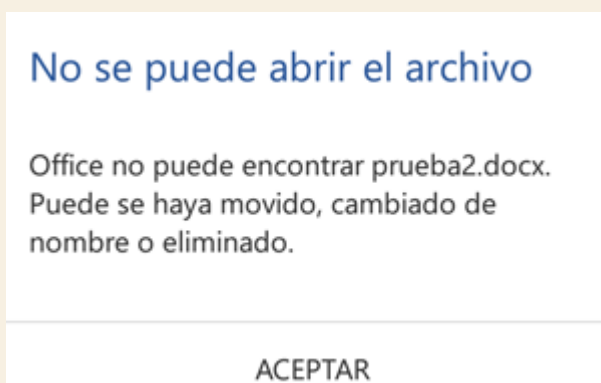 No se puede abrir el archivo
Office no puede encontrar prueba2.docx.
Puede se haya movido, cambiado de
nombre o eliminado.
ACEPTAR